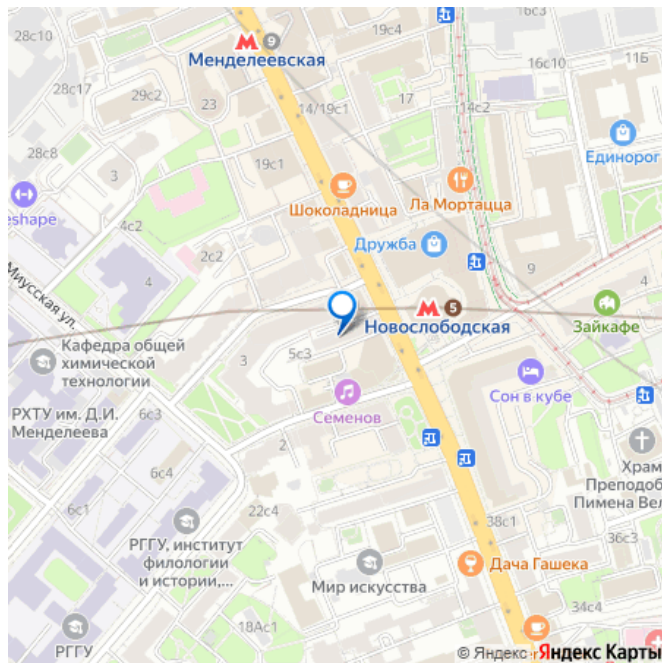 16с3
28с10
9
Менделеевская
16с10
11Б
28с17
29с2
23
14/19с1
17
14с2
28с8
3
19с1
Единорог
eshape
Шоколадница
Ла Мортацца
4с2
2с2
Дружба
4
9
4
Миусская ул.
5
Новослободская
Зайкафе
Кафедра общей
химической
технологии
3
5с3
Сон в кубе
РХТУ им. Д.И.
Менделеева
6с3
Семенов
2
6с4
Храм
Преподоб
Пимена Вел
6с1
22с4
38с1
РГГУ, институт
филологии
и истории,...
36с3
Дача Гашека
Мир искусства
34с4
18Ас1
РГГУ
© Яндекс
Яндекс Карты